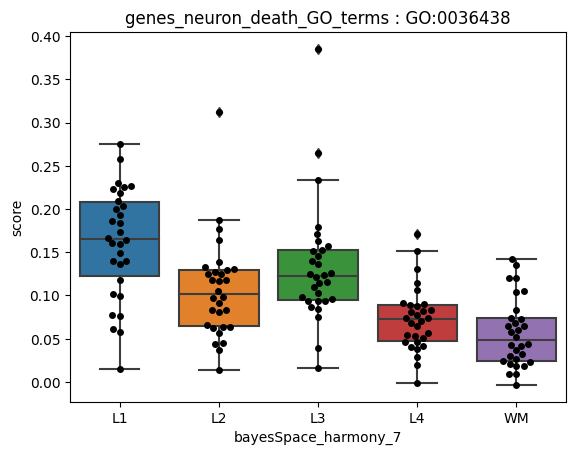 genes_neuron_death_GO_terms : GO:0036438
0.40
0.35
0.30
0.25
0.20
0.15
0.10
0.05
0.00
score
L1 L2 L3 L4 WM
bayesSpace_harmony_7